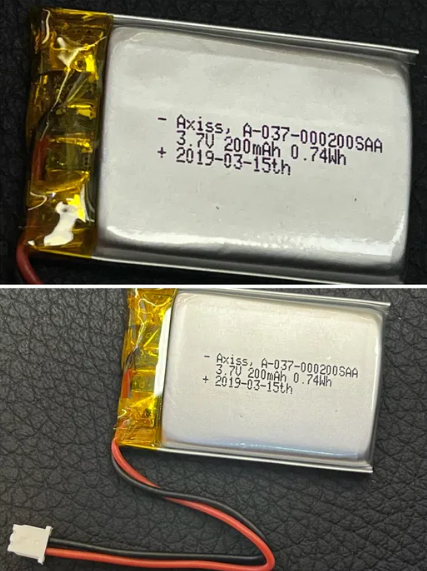 - Axiss, A-037-000200SAA
3.7V 200mAh 0.74Wh
+ 2019-03-15th
- Axiss, A-037-000200SAA
3.7V 200mAh 0.74Wh
+ 2019-03-15th